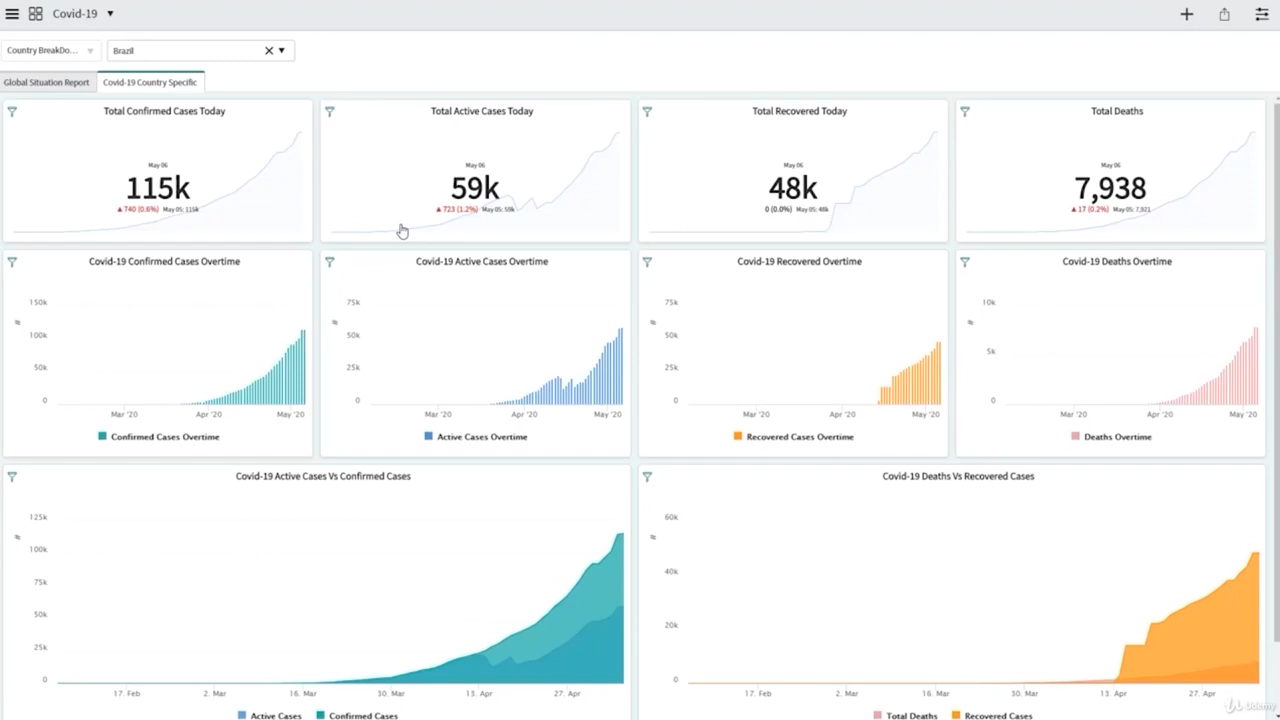 Covid-19
Country BreakDo...
Brazil
Global Situation Report
Covid-19 Country Specific
Total Confirmed Cases Today
May 06
115k
▲740 (0.6%) May 05: 115k
Total Active Cases Today
May 06
59k
▲723 (1.2%) May 05: 59k
Total Recovered Today
May 06
48k
0 (0.0%) May 05: 48k
Total Deaths
May 06
7,938
▲17 (0.2%) May 05: 7,921
Covid-19 Confirmed Cases Overtime
150k
100k
50k
0
#
Mar '20 Apr '20 May '20
Confirmed Cases Overtime
Covid-19 Active Cases Overtime
75k
50k
25k
0
#
Mar '20 Apr '20 May '20
Active Cases Overtime
Covid-19 Recovered Overtime
75k
50k
25k
0
#
Mar '20 Apr '20 May '20
Recovered Cases Overtime
Covid-19 Deaths Overtime
10k
5k
0
#
Mar '20 Apr '20 May '20
Deaths Overtime
Covid-19 Active Cases Vs Confirmed Cases
125k
100k
75k
50k
25k
0
#
17. Feb 2. Mar 16. Mar 30. Mar 13. Apr 27. Apr
Active Cases Confirmed Cases
Covid-19 Deaths Vs Recovered Cases
60k
40k
20k
0
#
17. Feb 2. Mar 16. Mar 30. Mar 13. Apr 27. Apr
Total Deaths Recovered Cases
Udemy